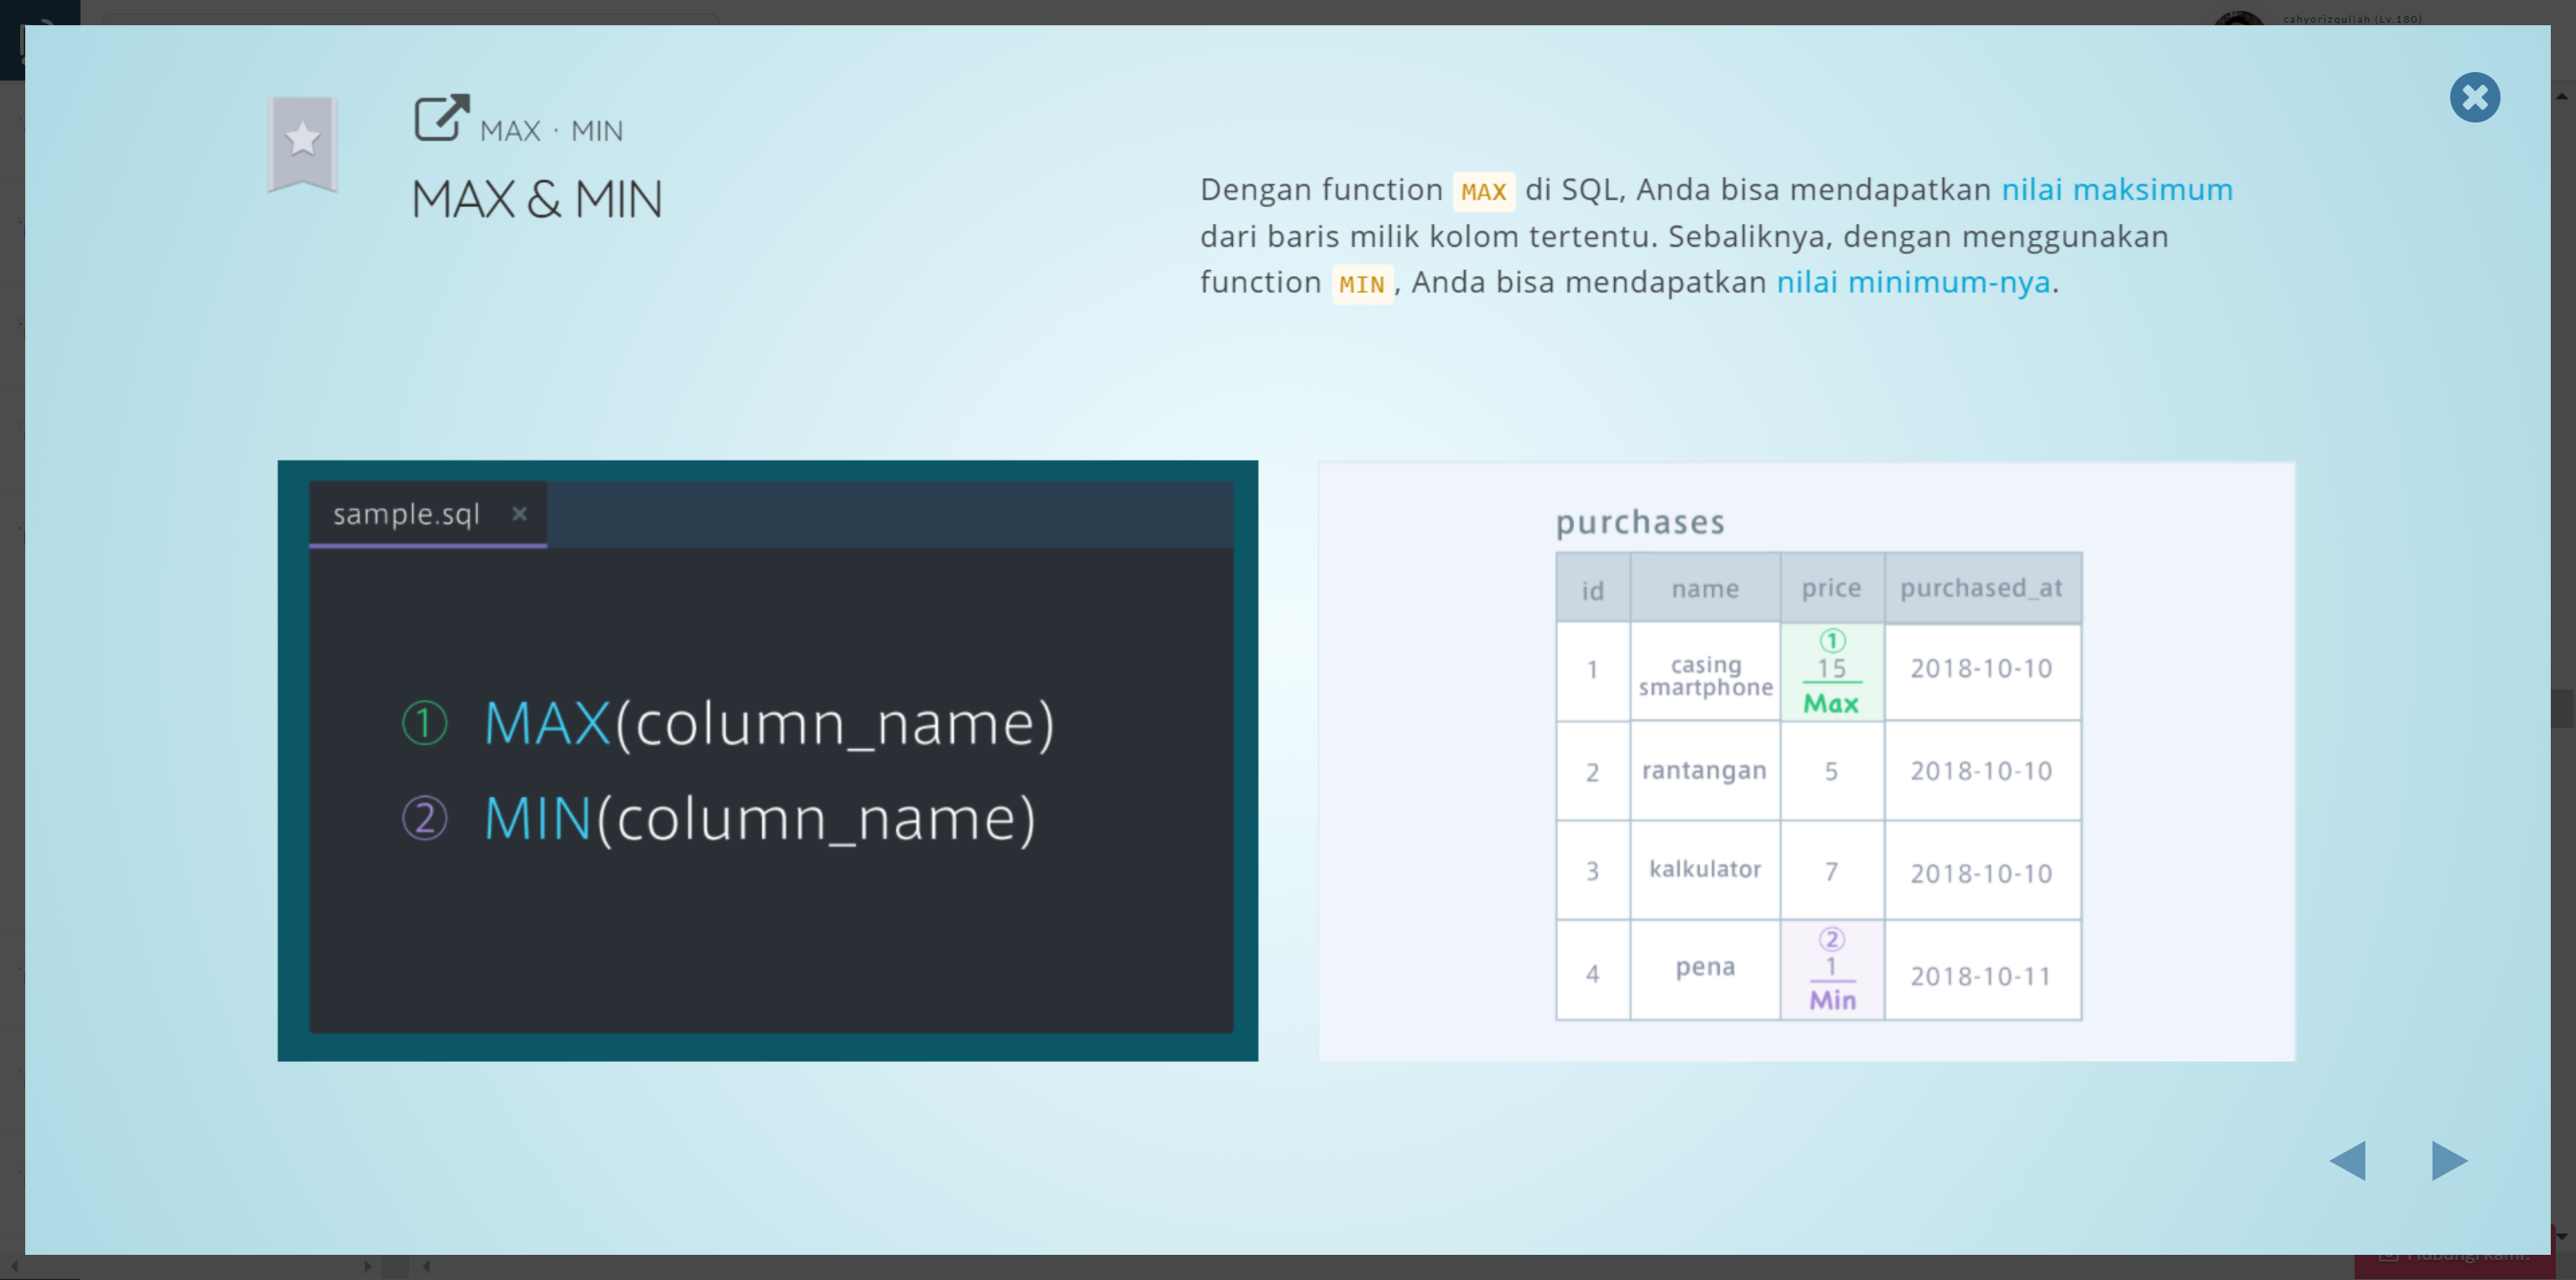 cahyorizqullah (Lv.180)
MAX · MIN
MAX & MIN
Dengan function MAX di SQL, Anda bisa mendapatkan nilai maksimum
dari baris milik kolom tertentu. Sebaliknya, dengan menggunakan
function MIN, Anda bisa mendapatkan nilai minimum-nya.
sample.sql ×
① MAX(column_name)
② MIN(column_name)
purchases
id name price purchased_at
1 casing smartphone ① 15 Max 2018-10-10
2 rantangan 5 2018-10-10
3 kalkulator 7 2018-10-10
4 pena ② 1 Min 2018-10-11